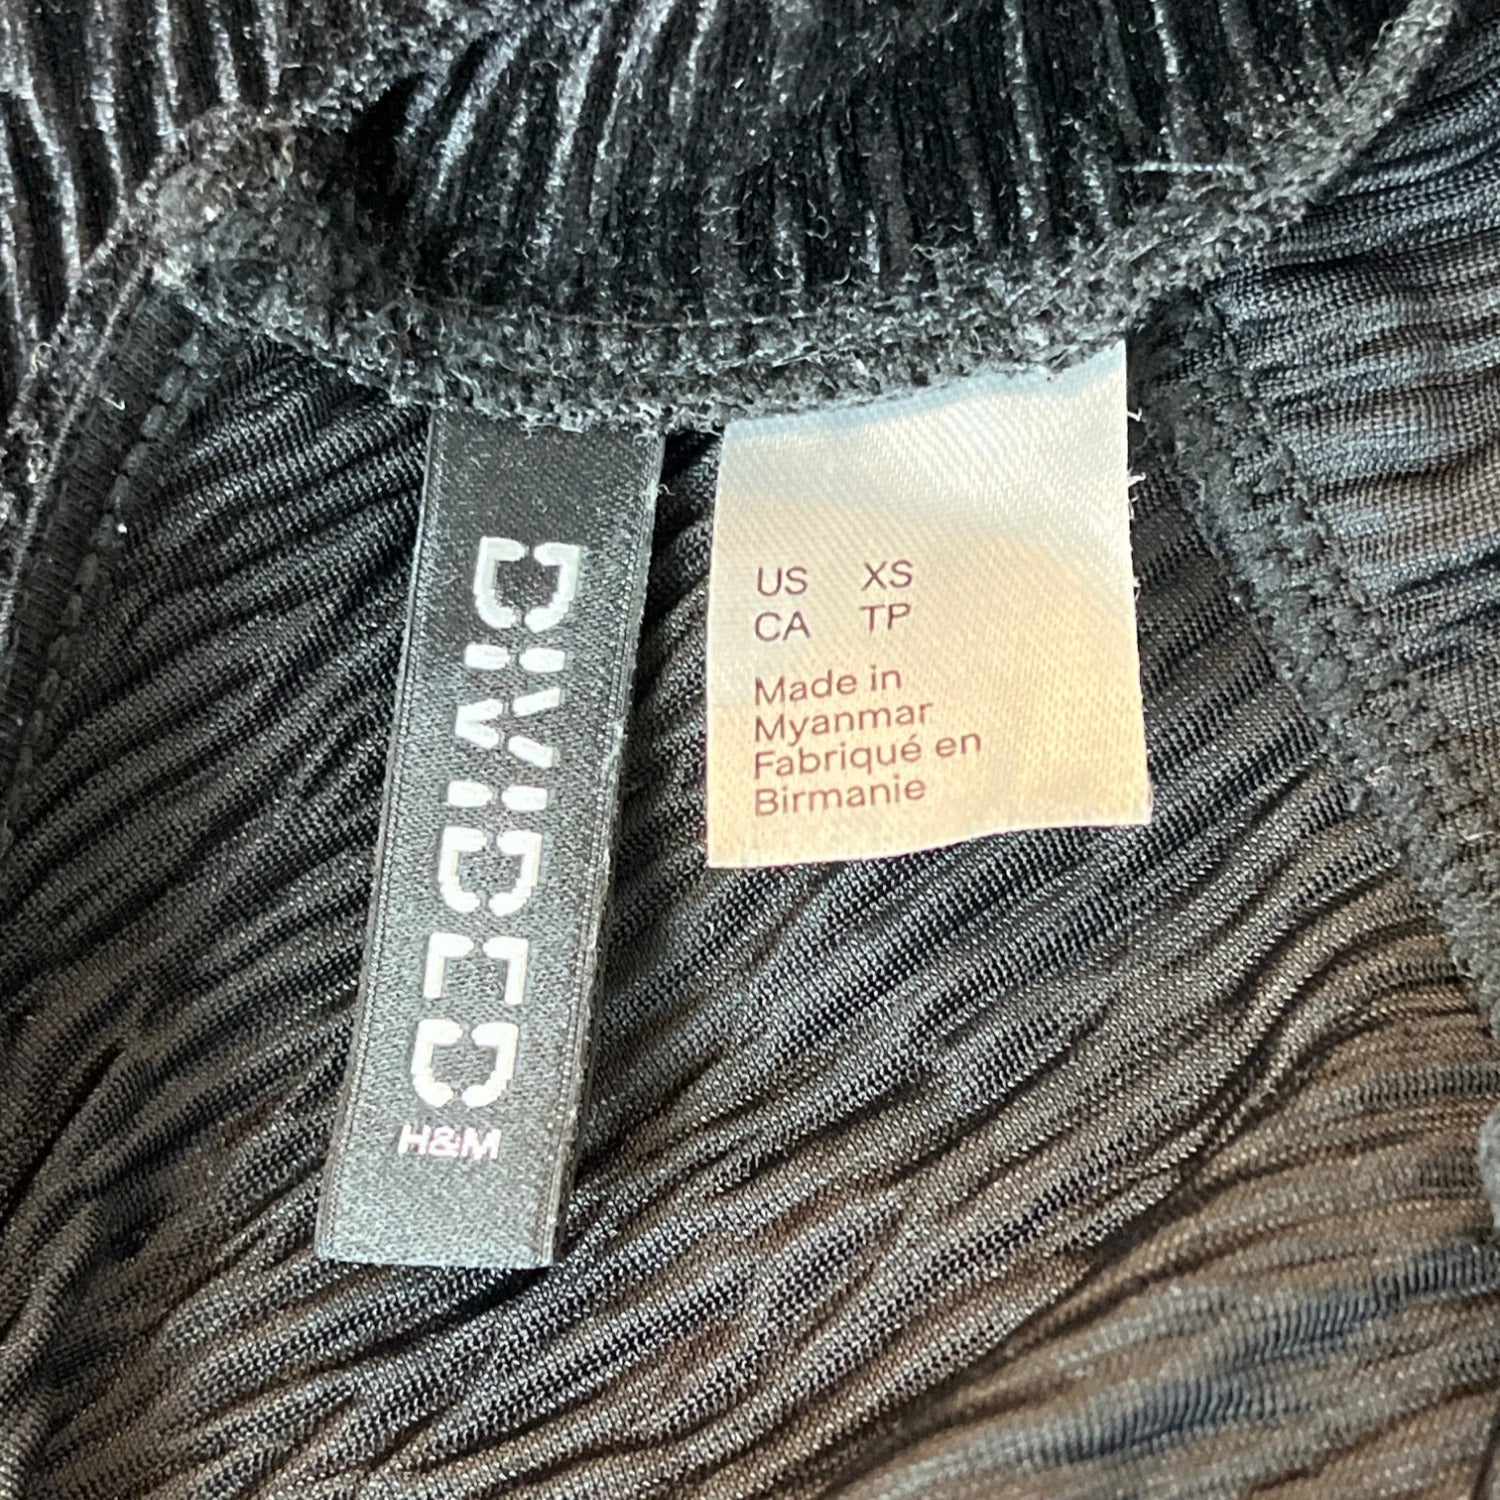 DIVIDED
H&M
US XS
CA TP
Made in
Myanmar
Fabriqué en
Birmanie